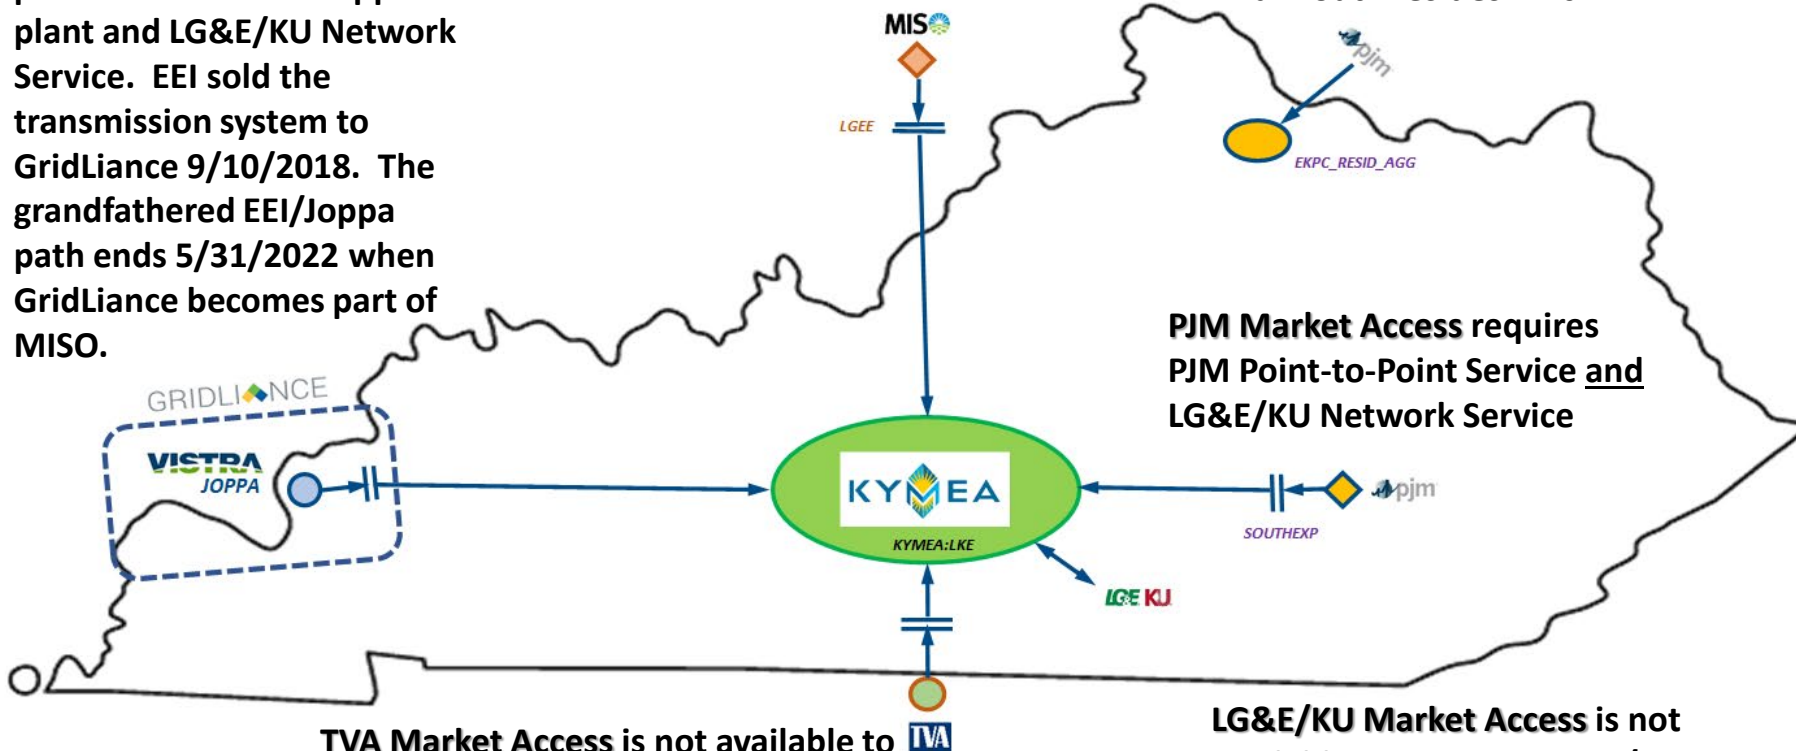 plant and LG&E/KU Network
Service. EEI sold the
transmission system to
GridLiance 9/10/2018. The
grandfathered EEI/Joppa
path ends 5/31/2022 when
GridLiance becomes part of
MISO.
MISO
LGEE
pjm
EKPC_RESID_AGG
PJM Market Access requires
PJM Point-to-Point Service and
LG&E/KU Network Service
GRIDLIANCE
VISTRA
JOPPA
KYMEA
KYMEA:LKE
pjm
SOUTHEXP
LG&E KU
TVA
TVA Market Access is not available to
LG&E/KU Market Access is not